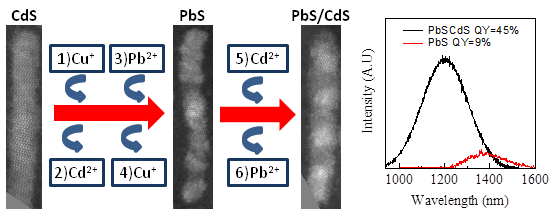 CdS
PbS
PbS/CdS
1)Cu⁺
3)Pb²⁺
5)Cd²⁺
2)Cd²⁺
4)Cu⁺
6)Pb²⁺
PbSCdS QY=45%
PbS QY=9%
Intensity (A.U)
1000 1200 1400 1600
Wavelength (nm)